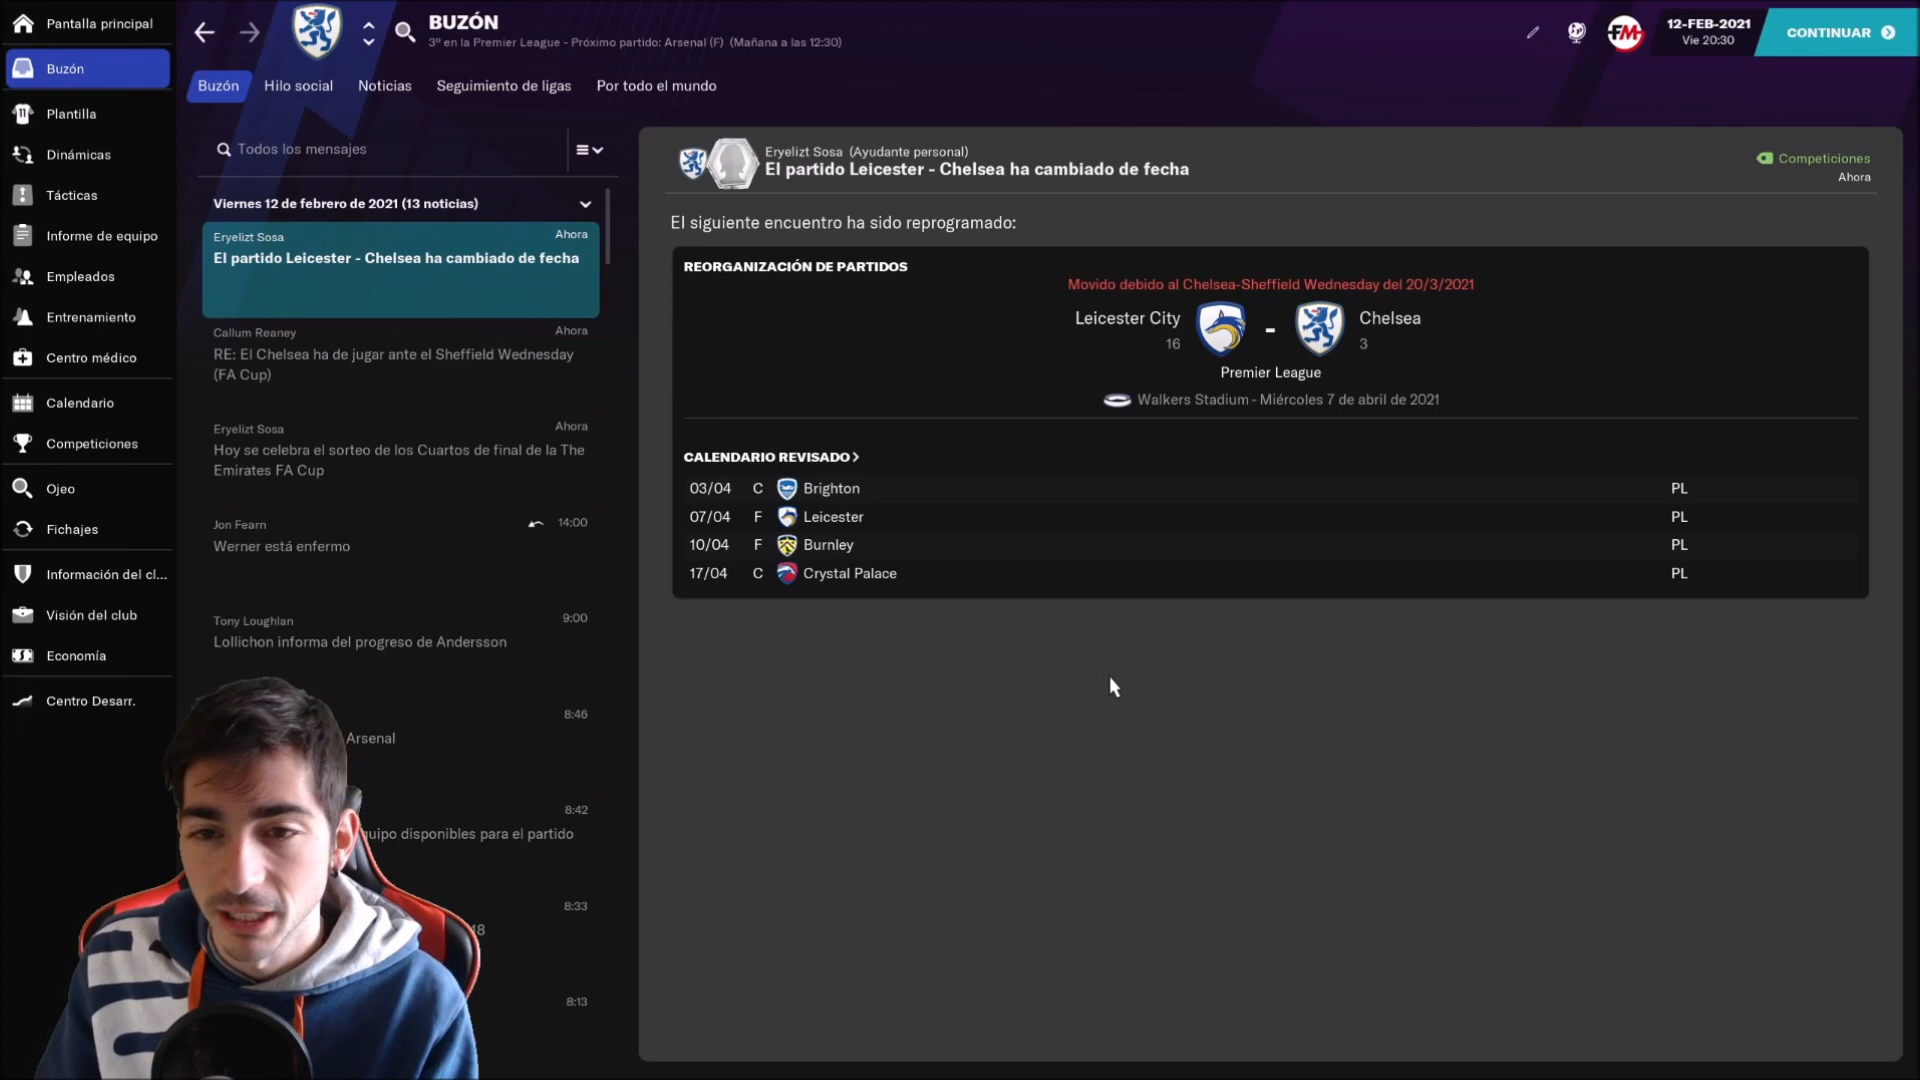 Pantalla principal
Buzón
Plantilla
Dinámicas
Tácticas
Informe de equipo
Empleados
Entrenamiento
Centro médico
Calendario
Competiciones
Ojeo
Fichajes
Información del cl...
Visión del club
Economía
Centro Desarr.
BUZÓN
3º en la Premier League - Próximo partido: Arsenal (F) (Mañana a las 12:30)
FM
12-FEB-2021
Vie 20:30
CONTINUAR
Buzón
Hilo social
Noticias
Seguimiento de ligas
Por todo el mundo
Todos los mensajes
Viernes 12 de febrero de 2021 (13 noticias)
Eryelizt Sosa
Ahora
El partido Leicester - Chelsea ha cambiado de fecha
Callum Reaney
Ahora
RE: El Chelsea ha de jugar ante el Sheffield Wednesday
(FA Cup)
Eryelizt Sosa
Ahora
Hoy se celebra el sorteo de los Cuartos de final de la The
Emirates FA Cup
Jon Fearn
14:00
Werner está enfermo
Tony Loughlan
9:00
Lollichon informa del progreso de Andersson
8:46
Arsenal
8:42
disponibles para el partido
8:33
18
8:13
Eryelizt Sosa (Ayudante personal)
El partido Leicester - Chelsea ha cambiado de fecha
Competiciones
Ahora
El siguiente encuentro ha sido reprogramado:
REORGANIZACIÓN DE PARTIDOS
Movido debido al Chelsea-Sheffield Wednesday del 20/3/2021
Leicester City
16
-
Chelsea
3
Premier League
Walkers Stadium - Miércoles 7 de abril de 2021
CALENDARIO REVISADO>
03/04 C Brighton PL
07/04 F Leicester PL
10/04 F Burnley PL
17/04 C Crystal Palace PL